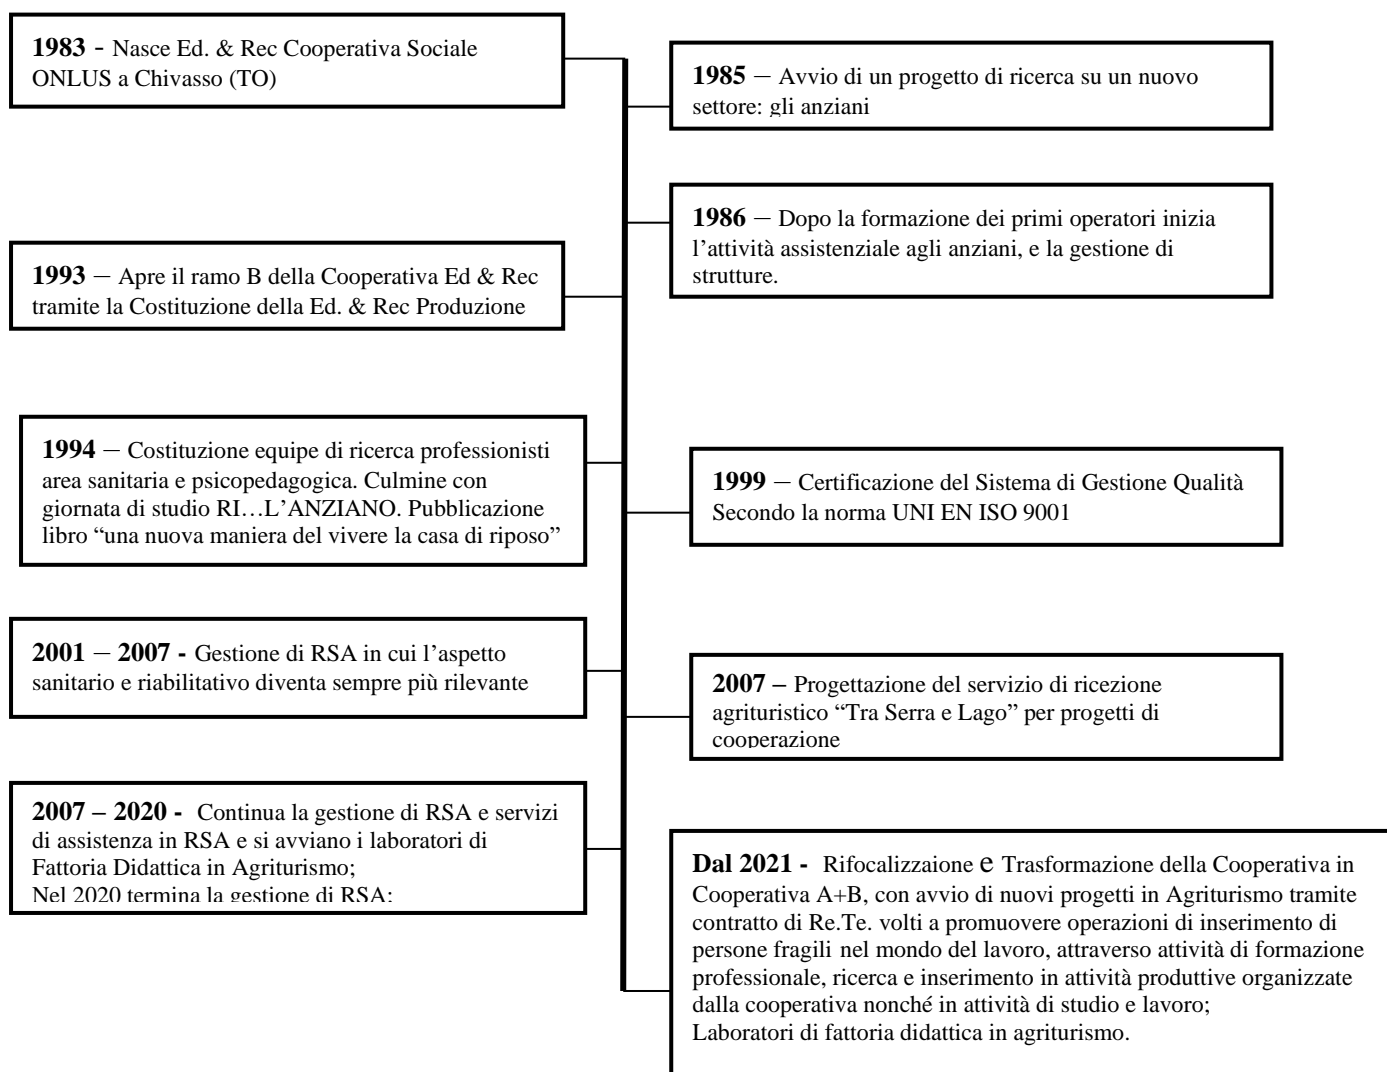 1983 - Nasce Ed. & Rec Cooperativa Sociale
ONLUS a Chivasso (TO)
1985 – Avvio di un progetto di ricerca su un nuovo
settore: gli anziani
1986 – Dopo la formazione dei primi operatori inizia
l’attività assistenziale agli anziani, e la gestione di
strutture.
1993 – Apre il ramo B della Cooperativa Ed & Rec
tramite la Costituzione della Ed. & Rec Produzione
1994 – Costituzione equipe di ricerca professionisti
area sanitaria e psicopedagogica. Culmine con
giornata di studio RI…L’ANZIANO. Pubblicazione
libro “una nuova maniera del vivere la casa di riposo”
1999 – Certificazione del Sistema di Gestione Qualità
Secondo la norma UNI EN ISO 9001
2001 – 2007 - Gestione di RSA in cui l’aspetto
sanitario e riabilitativo diventa sempre più rilevante
2007 – Progettazione del servizio di ricezione
agrituristico “Tra Serra e Lago” per progetti di
cooperazione
2007 – 2020 - Continua la gestione di RSA e servizi
di assistenza in RSA e si avviano i laboratori di
Fattoria Didattica in Agriturismo;
Nel 2020 termina la gestione di RSA;
Dal 2021 - Rifocalizzaione e Trasformazione della Cooperativa in
Cooperativa A+B, con avvio di nuovi progetti in Agriturismo tramite
contratto di Re.Te. volti a promuovere operazioni di inserimento di
persone fragili nel mondo del lavoro, attraverso attività di formazione
professionale, ricerca e inserimento in attività produttive organizzate
dalla cooperativa nonché in attività di studio e lavoro;
Laboratori di fattoria didattica in agriturismo.